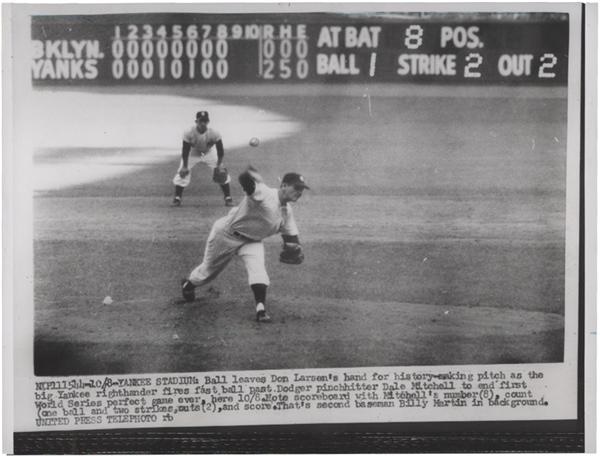 1 2 3 4 5 6 7 8 9 10 R H E
BKLYN. 0 0 0 0 0 0 0 0 0 0 0
YANKS 0 0 0 1 0 1 0 0 2 5 0
AT BAT 8 POS.
BALL 1 STRIKE 2 OUT 2
10/8-YANKEE STADIUM: Ball leaves Don Larsen's hand for history-making pitch as the
big Yankee righthander fires fast ball past Dodger pinchhitter Dale Mitchell to end first
World Series perfect game ever, here 10/8. Note scoreboard with Mitchell's number(8), count
(one ball and two strikes, outs(2), and score. That's second baseman Billy Martin in background.
UNITED PRESS TELEPHOTO rb